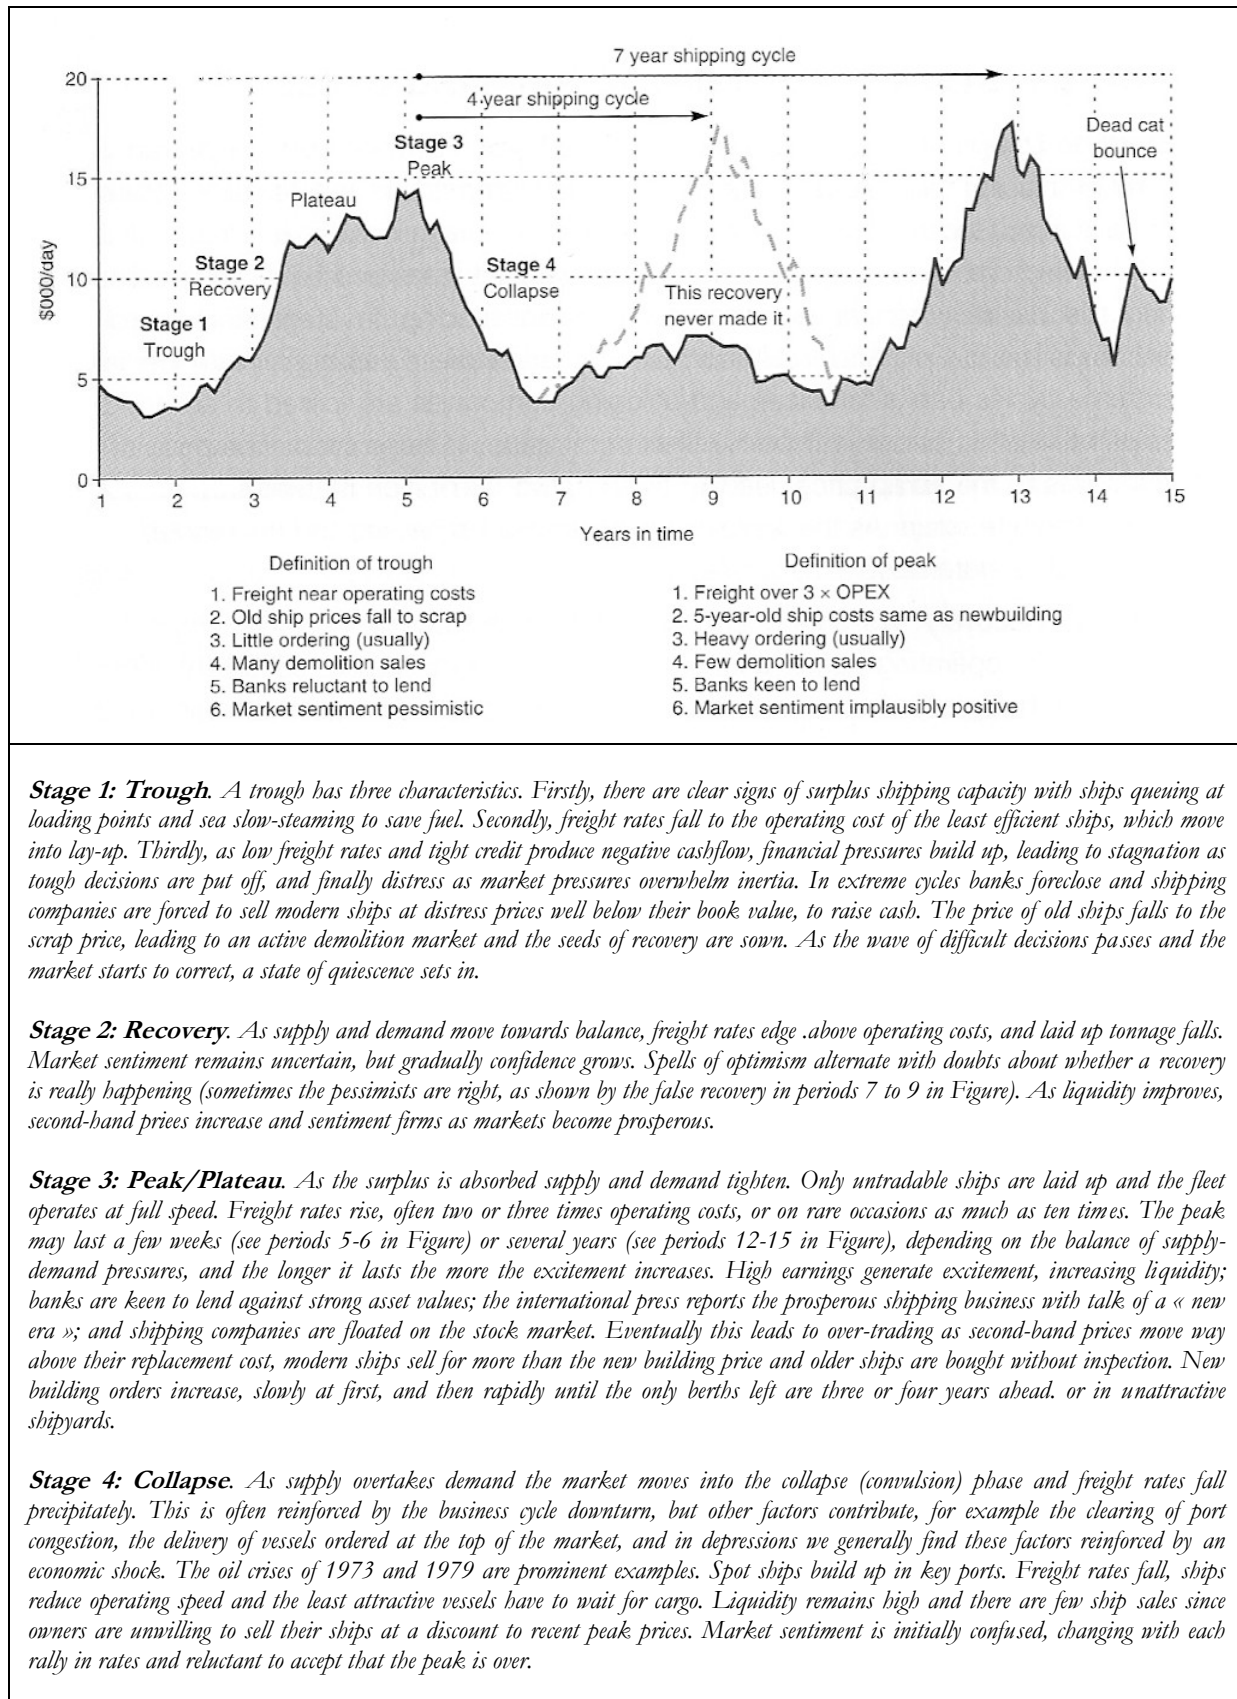 7 year shipping cycle
20
4 year shipping cycle
Stage 3
Peak
Dead cat
bounce
15
Plateau
$000/day
Stage 2
Recovery
Stage 4
Collapse
10
This recovery
never made it
Stage 1
Trough
5
0
1 2 3 4 5 6 7 8 9 10 11 12 13 14 15
Years in time
Definition of trough
1. Freight near operating costs
2. Old ship prices fall to scrap
3. Little ordering (usually)
4. Many demolition sales
5. Banks reluctant to lend
6. Market sentiment pessimistic
Definition of peak
1. Freight over 3 × OPEX
2. 5-year-old ship costs same as newbuilding
3. Heavy ordering (usually)
4. Few demolition sales
5. Banks keen to lend
6. Market sentiment implausibly positive
Stage 1: Trough. A trough has three characteristics. Firstly, there are clear signs of surplus shipping capacity with ships queuing at
loading points and sea slow-steaming to save fuel. Secondly, freight rates fall to the operating cost of the least efficient ships, which move
into lay-up. Thirdly, as low freight rates and tight credit produce negative cashflow, financial pressures build up, leading to stagnation as
tough decisions are put off, and finally distress as market pressures overwhelm inertia. In extreme cycles banks foreclose and shipping
companies are forced to sell modern ships at distress prices well below their book value, to raise cash. The price of old ships falls to the
scrap price, leading to an active demolition market and the seeds of recovery are sown. As the wave of difficult decisions passes and the
market starts to correct, a state of quiescence sets in.
Stage 2: Recovery. As supply and demand move towards balance, freight rates edge .above operating costs, and laid up tonnage falls.
Market sentiment remains uncertain, but gradually confidence grows. Spells of optimism alternate with doubts about whether a recovery
is really happening (sometimes the pessimists are right, as shown by the false recovery in periods 7 to 9 in Figure). As liquidity improves,
second-hand priees increase and sentiment firms as markets become prosperous.
Stage 3: Peak/Plateau. As the surplus is absorbed supply and demand tighten. Only untradable ships are laid up and the fleet
operates at full speed. Freight rates rise, often two or three times operating costs, or on rare occasions as much as ten times. The peak
may last a few weeks (see periods 5-6 in Figure) or several years (see periods 12-15 in Figure), depending on the balance of supply-
demand pressures, and the longer it lasts the more the excitement increases. High earnings generate excitement, increasing liquidity;
banks are keen to lend against strong asset values; the international press reports the prosperous shipping business with talk of a « new
era »; and shipping companies are floated on the stock market. Eventually this leads to over-trading as second-band prices move way
above their replacement cost, modern ships sell for more than the new building price and older ships are bought without inspection. New
building orders increase, slowly at first, and then rapidly until the only berths left are three or four years ahead. or in unattractive
shipyards.
Stage 4: Collapse. As supply overtakes demand the market moves into the collapse (convulsion) phase and freight rates fall
precipitately. This is often reinforced by the business cycle downturn, but other factors contribute, for example the clearing of port
congestion, the delivery of vessels ordered at the top of the market, and in depressions we generally find these factors reinforced by an
economic shock. The oil crises of 1973 and 1979 are prominent examples. Spot ships build up in key ports. Freight rates fall, ships
reduce operating speed and the least attractive vessels have to wait for cargo. Liquidity remains high and there are few ship sales since
owners are unwilling to sell their ships at a discount to recent peak prices. Market sentiment is initially confused, changing with each
rally in rates and reluctant to accept that the peak is over.